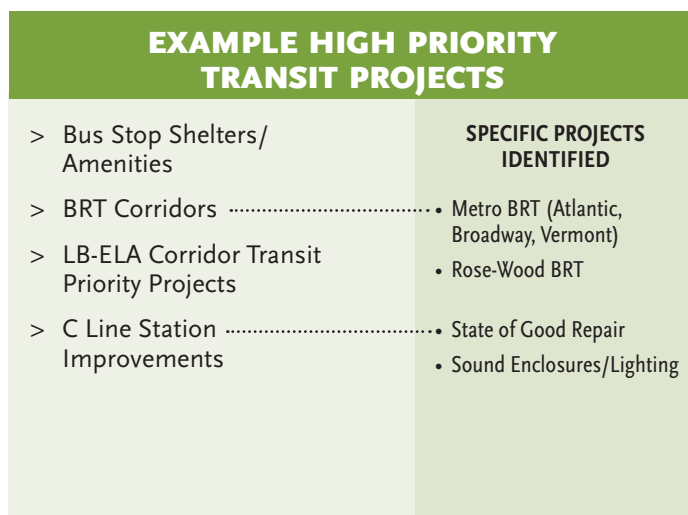 EXAMPLE HIGH PRIORITY
TRANSIT PROJECTS
> Bus Stop Shelters/
Amenities
> BRT Corridors
> LB-ELA Corridor Transit
Priority Projects
> C Line Station
Improvements
SPECIFIC PROJECTS
IDENTIFIED
• Metro BRT (Atlantic,
Broadway, Vermont)
• Rose-Wood BRT
• State of Good Repair
• Sound Enclosures/Lighting